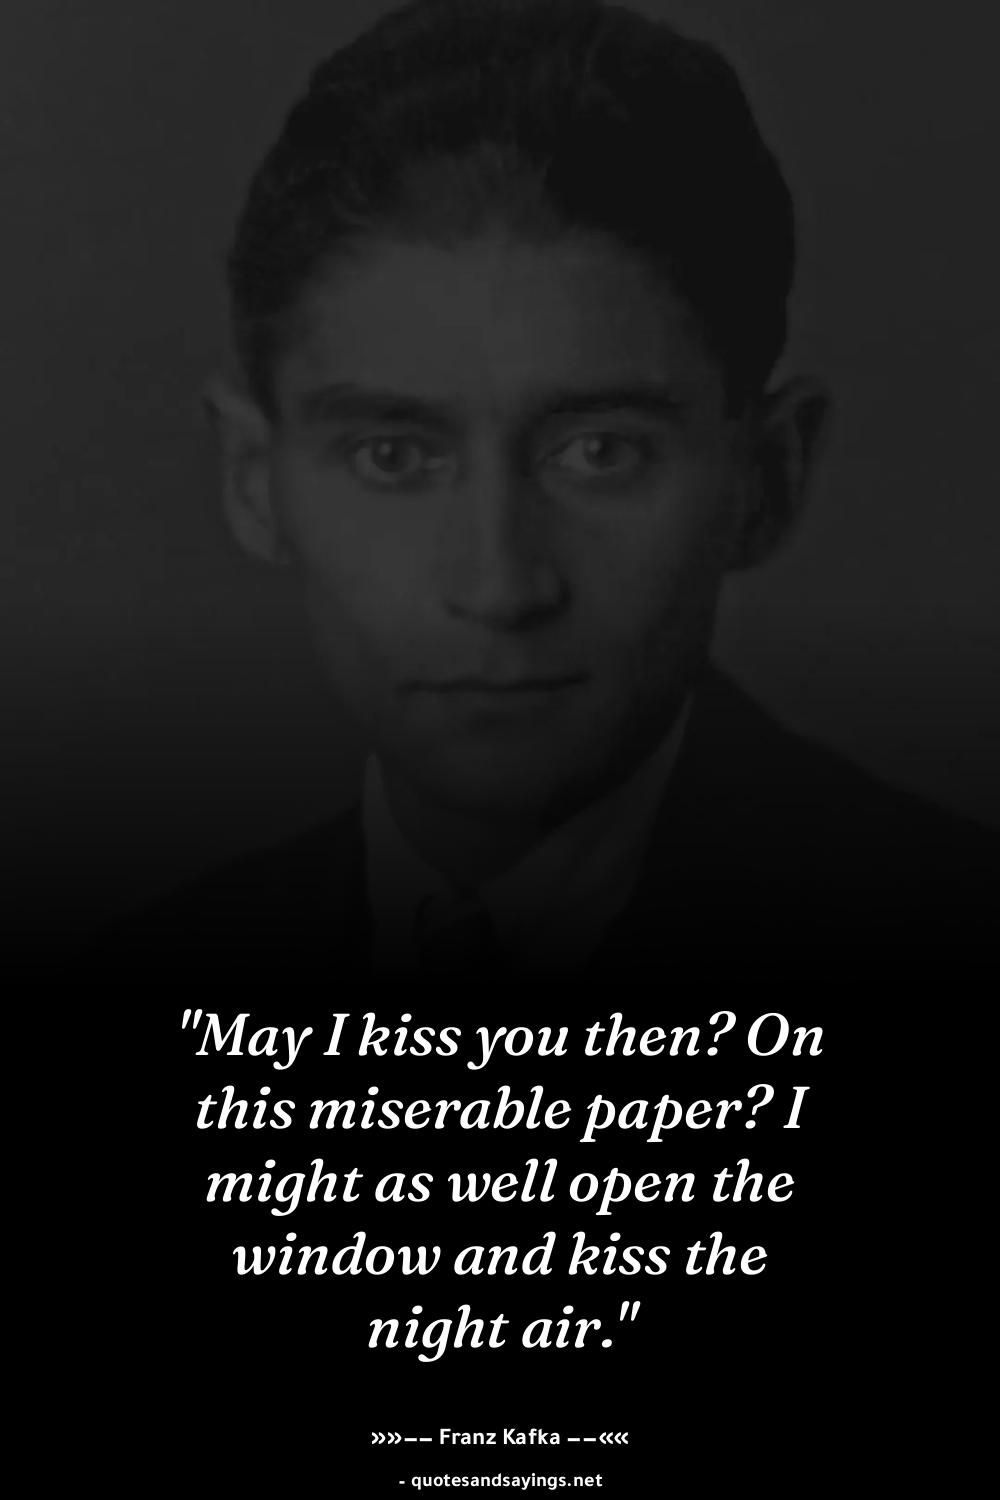 "May I kiss you then? On
this miserable paper? I
might as well open the
window and kiss the
night air."
»»−− Franz Kafka −−««
- quotesandsayings.net